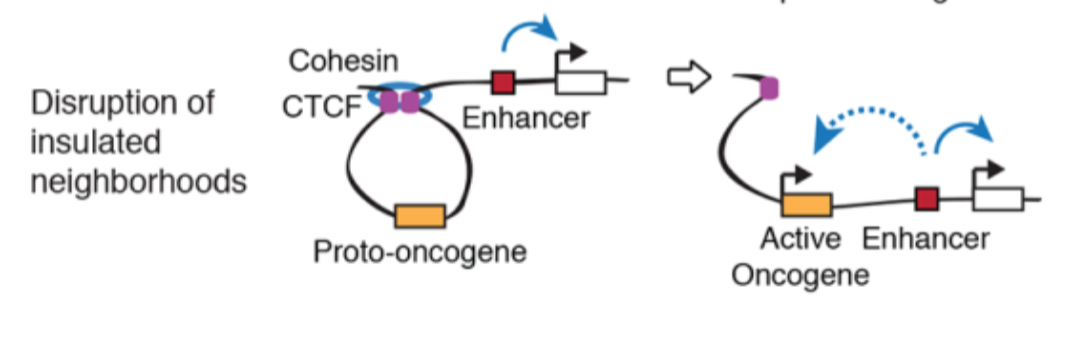 Disruption of
insulated
neighborhoods
Cohesin
CTCF
Enhancer
Proto-oncogene
Active Enhancer
Oncogene